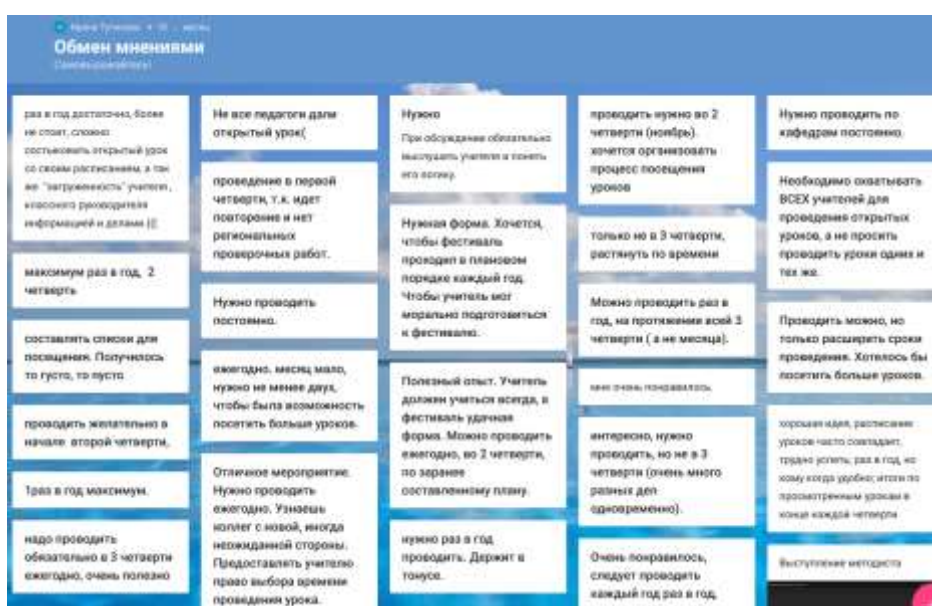 Обмен мнениями
раз в год достаточно, более
не стоит, сложно
состыковать открытый урок
со своим расписанием, а так
же "загруженность" учителя,
классного руководителя
информацией и делами (((
максимум раз в год, 2
четверть
составлять списки для
посещения. Получилось
то густо, то пусто
проводить желательно в
начале второй четверти,
1раз в год максимум.
надо проводить
обязательно в 3 четверти
ежегодно, очень полезно
Не все педагоги дали
открытый урок(
проведение в первой
четверти, т.к. идет
повторение и нет
региональных
проверочных работ.
Нужно проводить
постоянно.
ежегодно. месяц мало,
нужно не менее двух,
чтобы была возможность
посетить больше уроков.
Отличное мероприятие.
Нужно проводить
ежегодно. Узнаешь
коллег с новой, иногда
неожиданной стороны.
Предоставлять учителю
право выбора времени
проведения урока.
Нужно
При обсуждение обязательно
выслушать учителя и понять
его логику.
Нужная форма. Хочется,
чтобы фестиваль
проходил в плановом
порядке каждый год.
Чтобы учитель мог
морально подготовиться
к фестивалю.
Полезный опыт. Учитель
должен учиться всегда, а
фестиваль удачная
форма. Можно проводить
ежегодно, во 2 четверти,
по заранее
составленному плану.
нужно раз в год
проводить. Держит в
тонусе.
проводить нужно во 2
четверти (ноябрь).
хочется организовать
процесс посещения
уроков
только не в 3 четверти,
растянуть по времени
Можно проводить раз в
год, на протяжении всей 3
четверти ( а не месяца).
мне очень понравилось.
интересно, нужно
проводить, но не в 3
четверти (очень много
разных дел
одновременно).
Очень понравилось,
следует проводить
каждый год раз в год,
Нужно проводить по
кафедрам постоянно.
Необходимо охватывать
ВСЕХ учителей для
проведения открытых
уроков, а не просить
проводить уроки одних и
тех же.
Проводить можно, но
только расширить сроки
проведения. Хотелось бы
посетить больше уроков.
хорошая идея, расписание
уроков часто совпадает,
трудно успеть; раз в год, но
кому когда удобно; итоги по
просмотренным урокам в
конце каждой четверти
Выступление методиста